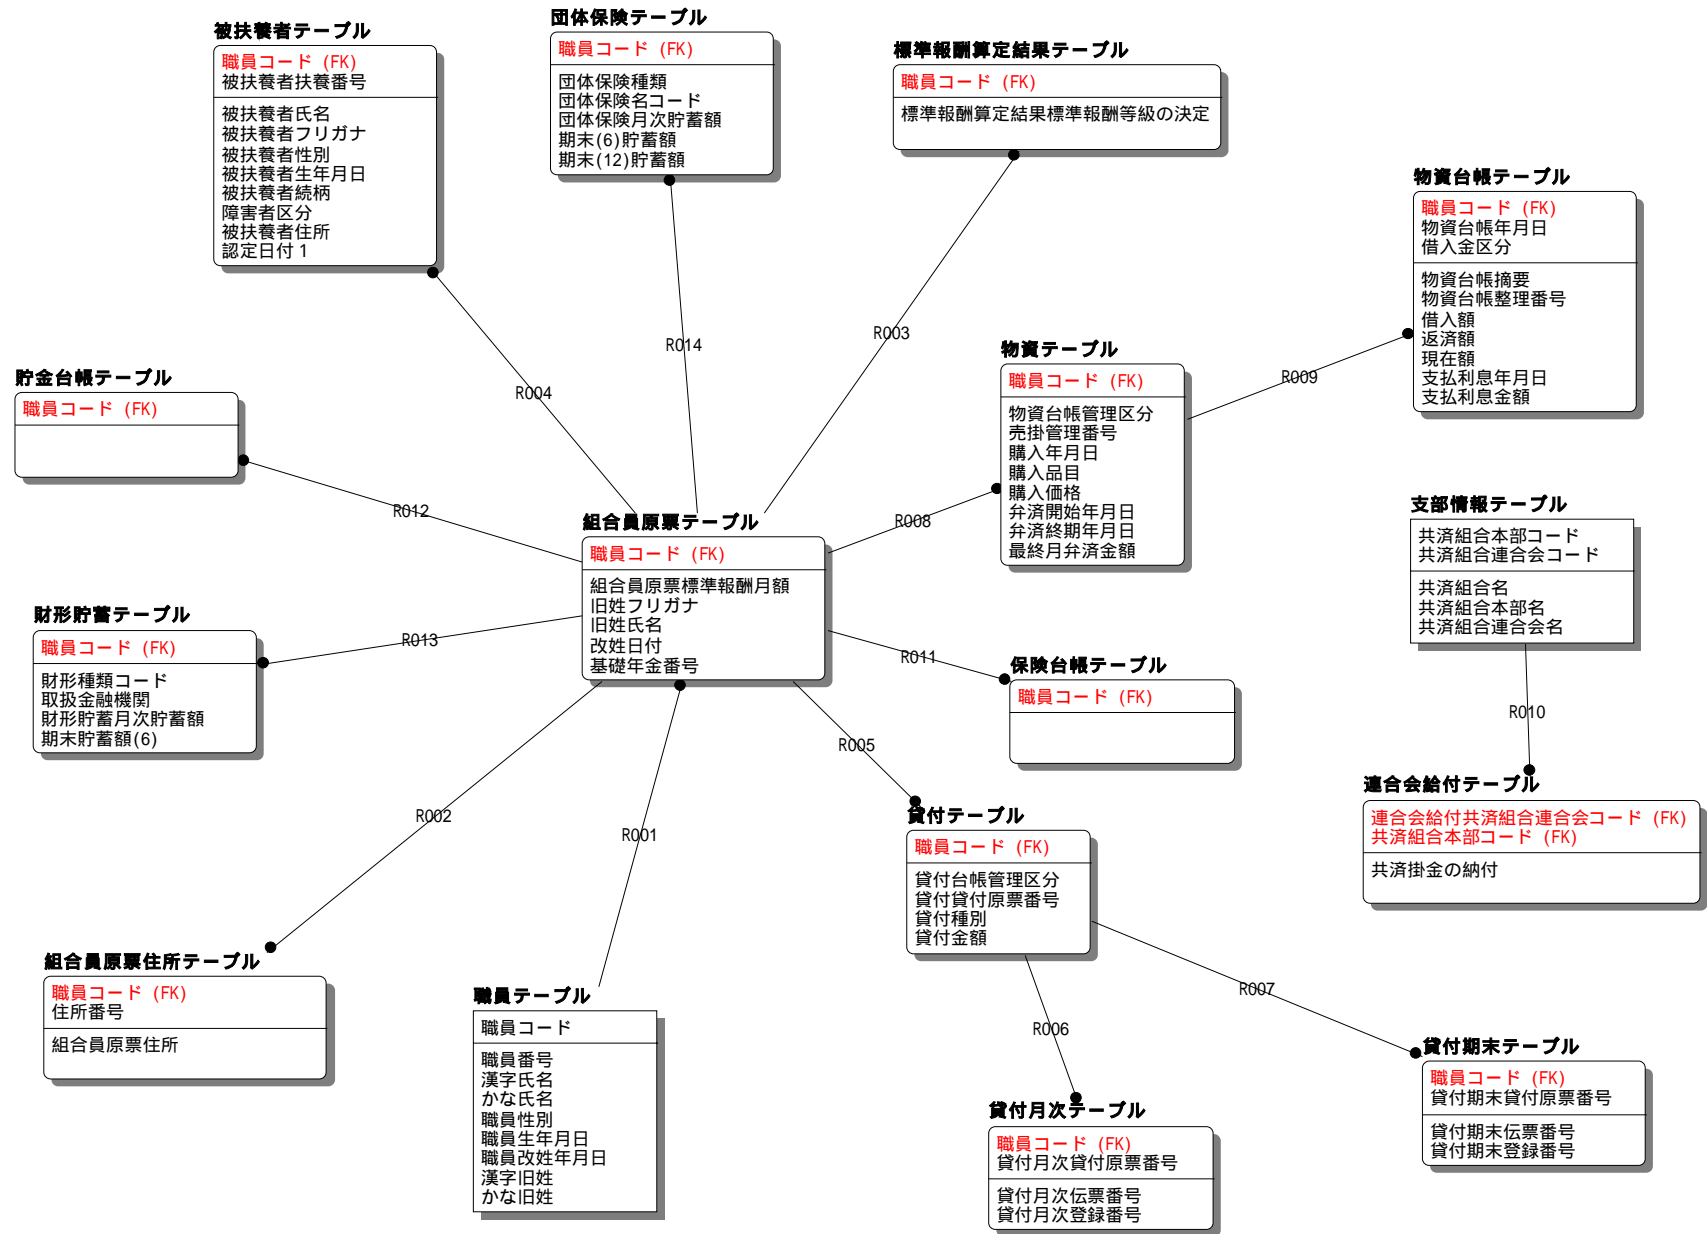 被扶養者テーブル
職員コード (FK)
被扶養者扶養番号
被扶養者氏名
被扶養者フリガナ
被扶養者性別
被扶養者生年月日
被扶養者続柄
障害者区分
被扶養者住所
認定日付1
団体保険テーブル
職員コード (FK)
団体保険種類
団体保険名コード
団体保険月次貯蓄額
期末(6)貯蓄額
期末(12)貯蓄額
標準報酬算定結果テーブル
職員コード (FK)
標準報酬算定結果標準報酬等級の決定
物資台帳テーブル
職員コード (FK)
物資台帳年月日
借入金区分
物資台帳摘要
物資台帳整理番号
借入額
返済額
現在額
支払利息年月日
支払利息金額
R004
R014
R003
R009
物資テーブル
職員コード (FK)
物資台帳管理区分
売掛管理番号
購入年月日
購入品目
購入価格
弁済開始年月日
弁済終期年月日
最終月弁済金額
貯金台帳テーブル
職員コード (FK)
R012
R008
組合員原票テーブル
職員コード (FK)
組合員原票標準報酬月額
旧姓フリガナ
旧姓氏名
改姓日付
基礎年金番号
支部情報テーブル
共済組合本部コード
共済組合連合会コード
共済組合名
共済組合本部名
共済組合連合会名
財形貯蓄テーブル
職員コード (FK)
財形種類コード
取扱金融機関
財形貯蓄月次貯蓄額
期末貯蓄額(6)
R013
R011
保険台帳テーブル
職員コード (FK)
R010
R005
R002
R001
連合会給付テーブル
連合会給付共済組合連合会コード (FK)
共済組合本部コード (FK)
共済掛金の納付
貸付テーブル
職員コード (FK)
貸付台帳管理区分
貸付貸付原票番号
貸付種別
貸付金額
R007
R006
組合員原票住所テーブル
職員コード (FK)
住所番号
組合員原票住所
職員テーブル
職員コード
職員番号
漢字氏名
かな氏名
職員性別
職員生年月日
職員改姓年月日
漢字旧姓
かな旧姓
貸付期末テーブル
職員コード (FK)
貸付期末貸付原票番号
貸付期末伝票番号
貸付期末登録番号
貸付月次テーブル
職員コード (FK)
貸付月次貸付原票番号
貸付月次伝票番号
貸付月次登録番号